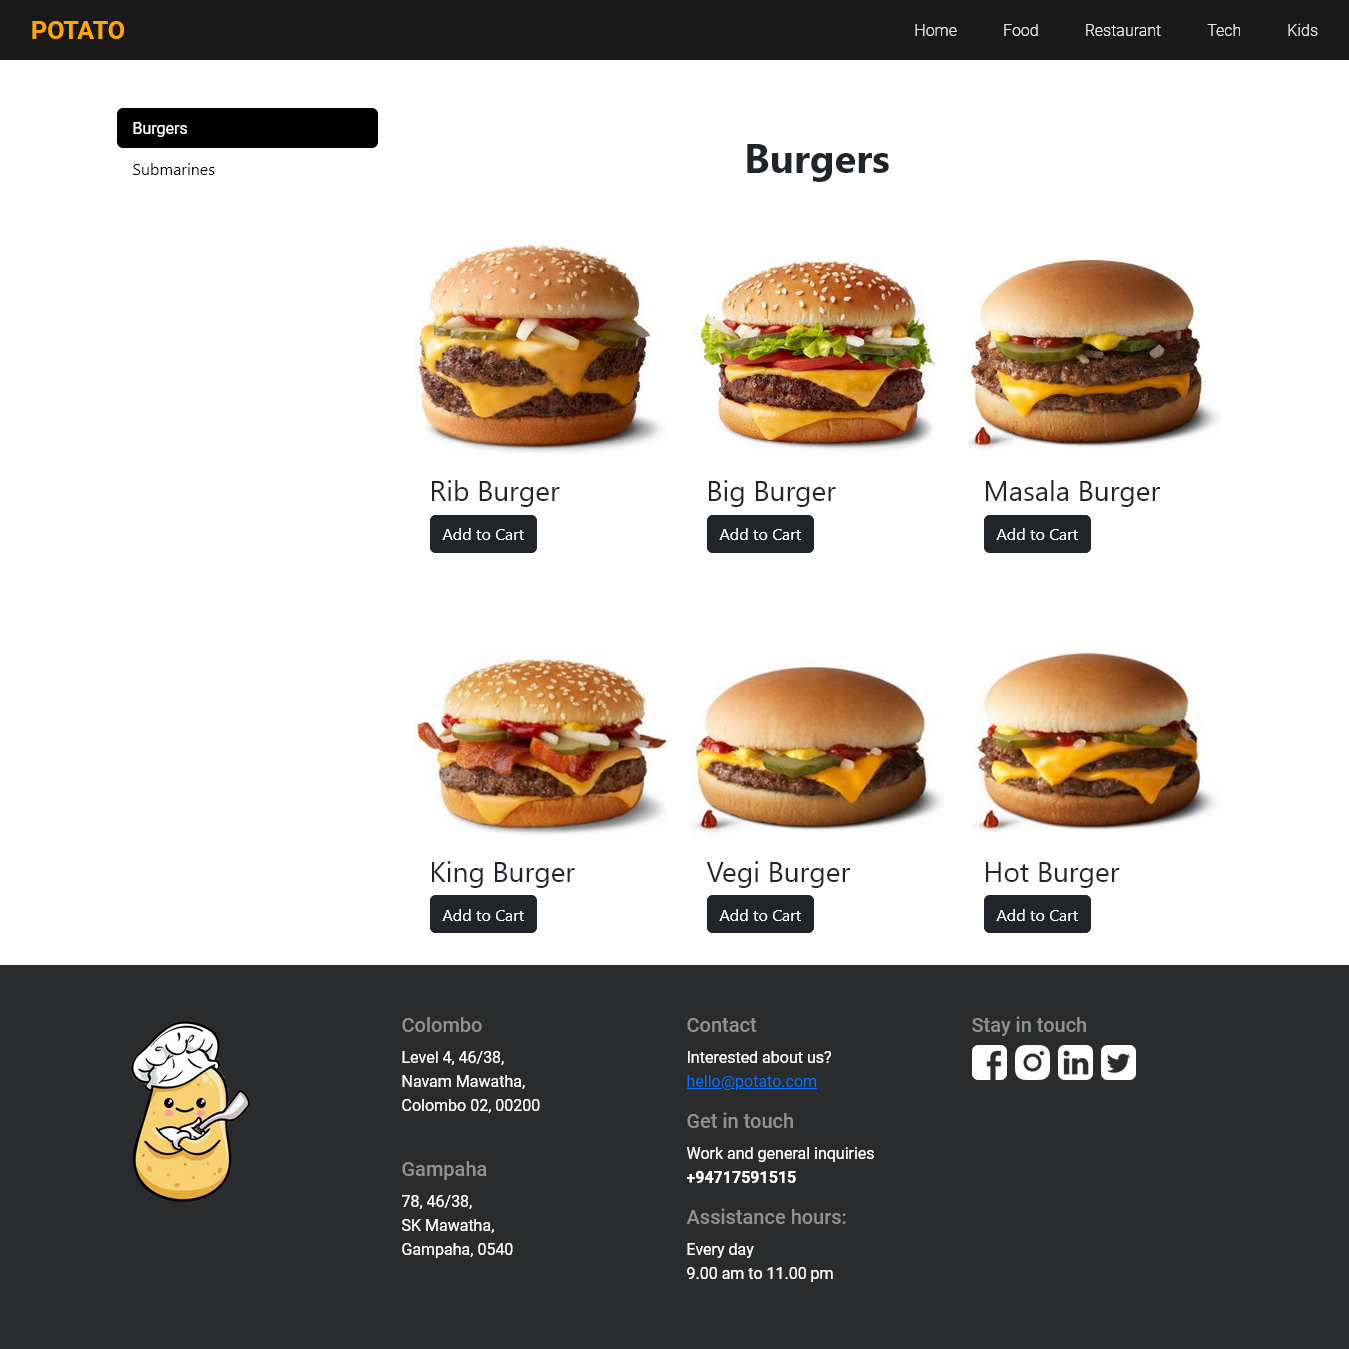 POTATO
Home Food Restaurant Tech Kids
Burgers
Submarines
Burgers
Rib Burger
Add to Cart
Big Burger
Add to Cart
Masala Burger
Add to Cart
King Burger
Add to Cart
Vegi Burger
Add to Cart
Hot Burger
Add to Cart
Colombo
Level 4, 46/38,
Navam Mawatha,
Colombo 02, 00200
Gampaha
78, 46/38,
SK Mawatha,
Gampaha, 0540
Contact
Interested about us?
hello@potato.com
Get in touch
Work and general inquiries
+94717591515
Assistance hours:
Every day
9.00 am to 11.00 pm
Stay in touch